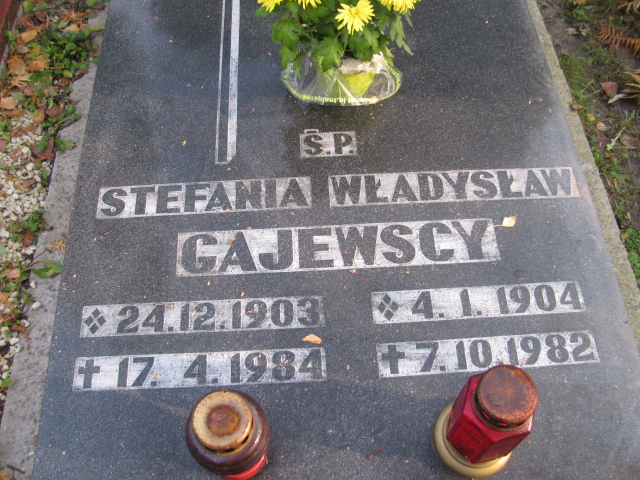 Ś.P.
STEFANIA WŁADYSŁAW
GAJEWSCY
24.12.1903 4.1.1904
17.4.1984 7.10.1982